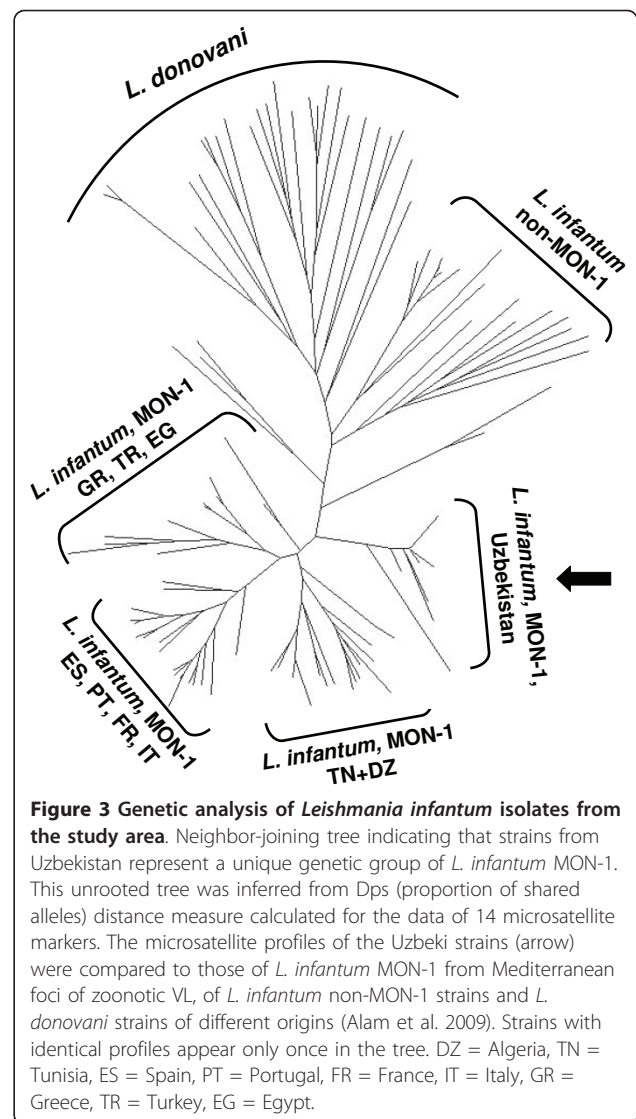 L. donovani
L. infantum
non-MON-1
L. infantum, MON-1
GR, TR, EG
L. infantum, MON-1,
Uzbekistan
L. infantum, MON-1
ES, PT, FR, IT
L. infantum, MON-1
TN+DZ
Figure 3 Genetic analysis of Leishmania infantum isolates from
the study area. Neighbor-joining tree indicating that strains from
Uzbekistan represent a unique genetic group of L. infantum MON-1.
This unrooted tree was inferred from Dps (proportion of shared
alleles) distance measure calculated for the data of 14 microsatellite
markers. The microsatellite profiles of the Uzbeki strains (arrow)
were compared to those of L. infantum MON-1 from Mediterranean
foci of zoonotic VL, of L. infantum non-MON-1 strains and L.
donovani strains of different origins (Alam et al. 2009). Strains with
identical profiles appear only once in the tree. DZ = Algeria, TN =
Tunisia, ES = Spain, PT = Portugal, FR = France, IT = Italy, GR =
Greece, TR = Turkey, EG = Egypt.